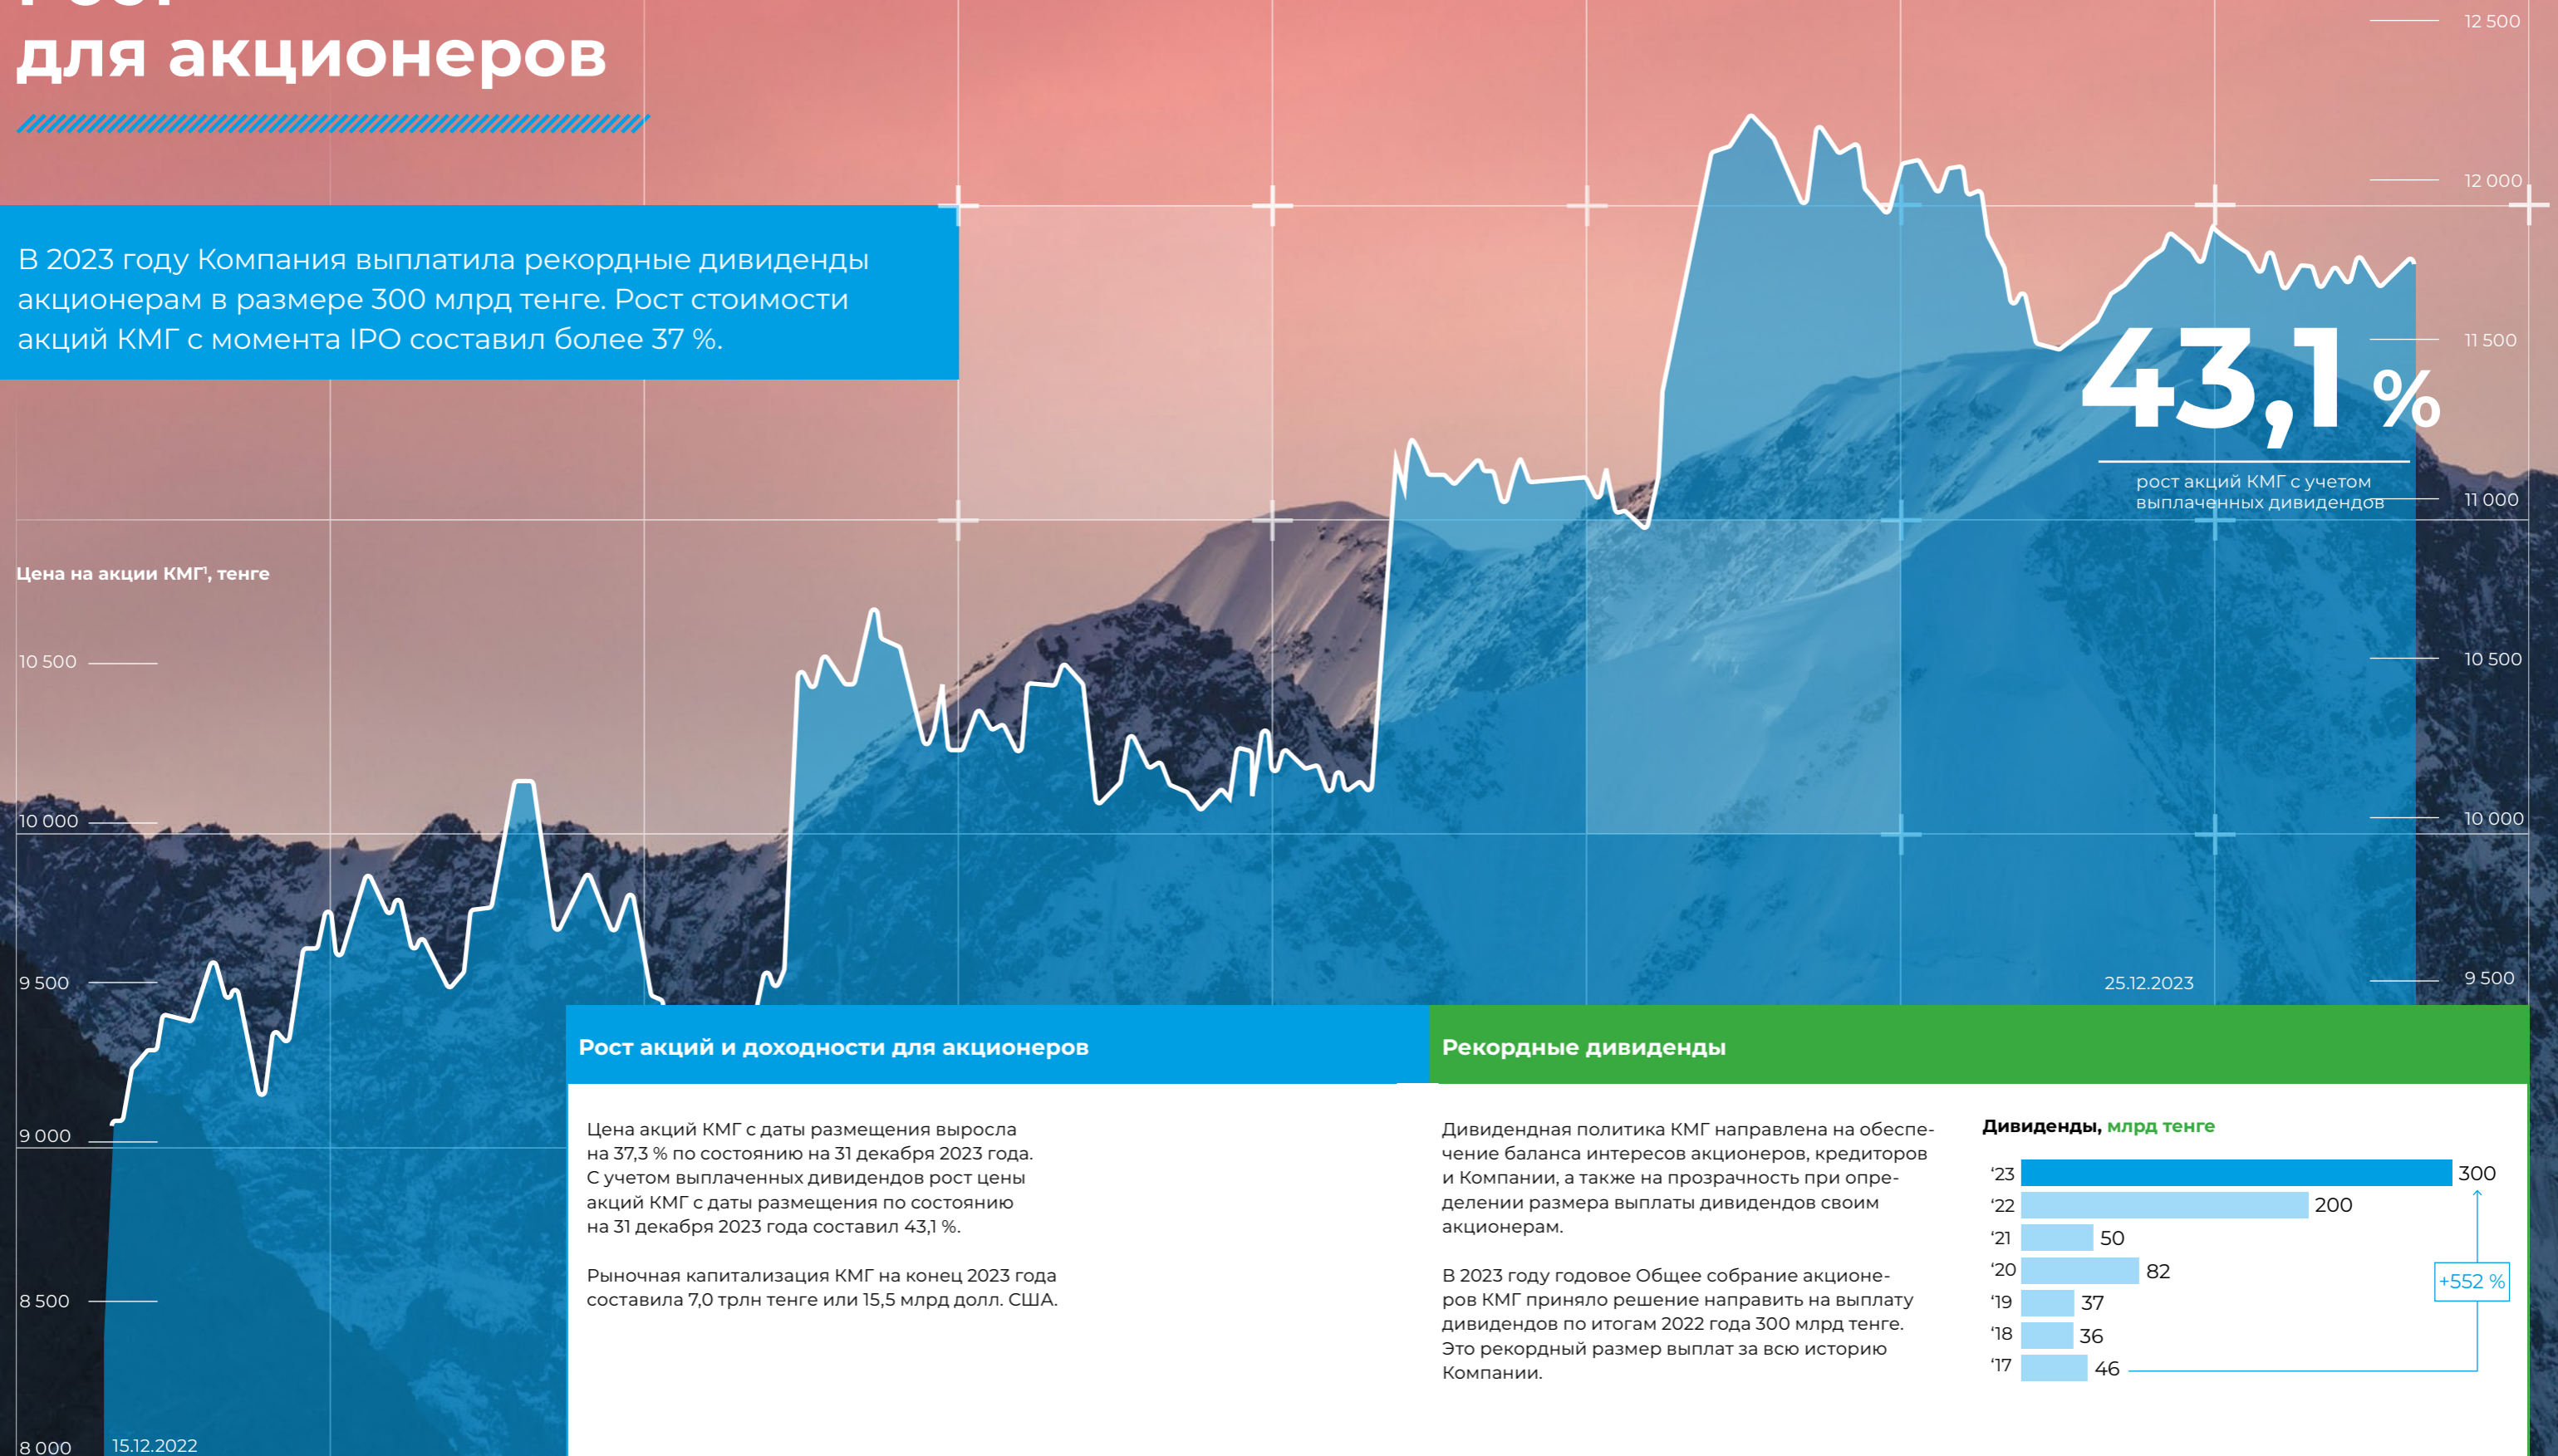 для акционеров
В 2023 году Компания выплатила рекордные дивиденды
акционерам в размере 300 млрд тенге. Рост стоимости
акций КМГ с момента IPO составил более 37 %.
12 500
12 000
11 500
11 000
10 500
10 000
9 500
43,1 %
рост акций КМГ с учетом
выплаченных дивидендов
Цена на акции КМГ¹, тенге
10 500
10 000
9 500
9 000
8 500
8 000
15.12.2022
25.12.2023
Рост акций и доходности для акционеров
Цена акций КМГ с даты размещения выросла
на 37,3 % по состоянию на 31 декабря 2023 года.
С учетом выплаченных дивидендов рост цены
акций КМГ с даты размещения по состоянию
на 31 декабря 2023 года составил 43,1 %.
Рыночная капитализация КМГ на конец 2023 года
составила 7,0 трлн тенге или 15,5 млрд долл. США.
Рекордные дивиденды
Дивидендная политика КМГ направлена на обеспе-
чение баланса интересов акционеров, кредиторов
и Компании, а также на прозрачность при опре-
делении размера выплаты дивидендов своим
акционерам.
В 2023 году годовое Общее собрание акционе-
ров КМГ приняло решение направить на выплату
дивидендов по итогам 2022 года 300 млрд тенге.
Это рекордный размер выплат за всю историю
Компании.
Дивиденды, млрд тенге
‘23 300
‘22 200
‘21 50
‘20 82
‘19 37
‘18 36
‘17 46
+552 %